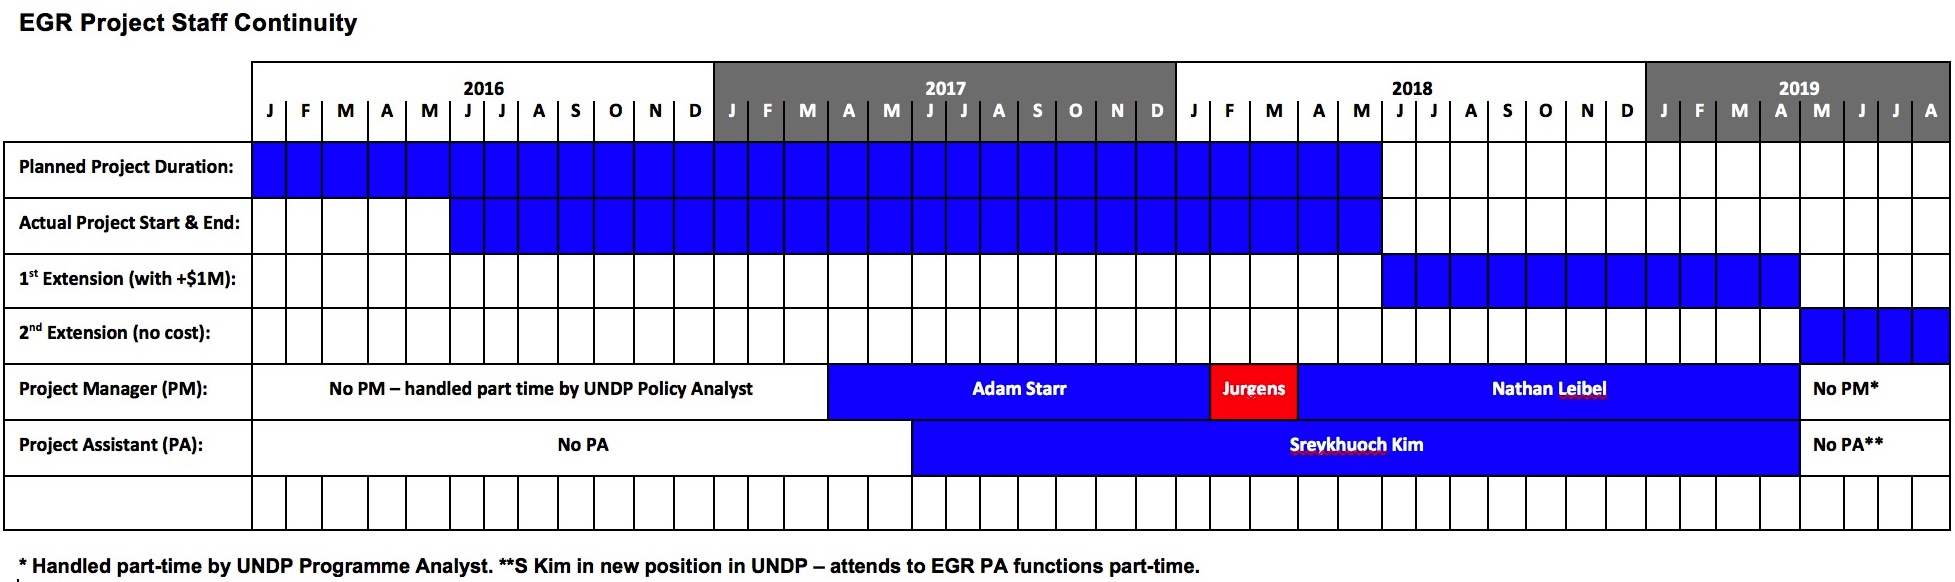 EGR Project Staff Continuity
2016 2017 2018 2019
J F M A M J J A S O N D J F M A M J J A S O N D J F M A M J J A S O N D J F M A M J J A
Planned Project Duration:
Actual Project Start & End:
1st Extension (with +$1M):
2nd Extension (no cost):
Project Manager (PM): No PM – handled part time by UNDP Policy Analyst Adam Starr Jurgens Nathan Leibel No PM*
Project Assistant (PA): No PA Sreykhuoch Kim No PA**
* Handled part-time by UNDP Programme Analyst. **S Kim in new position in UNDP – attends to EGR PA functions part-time.